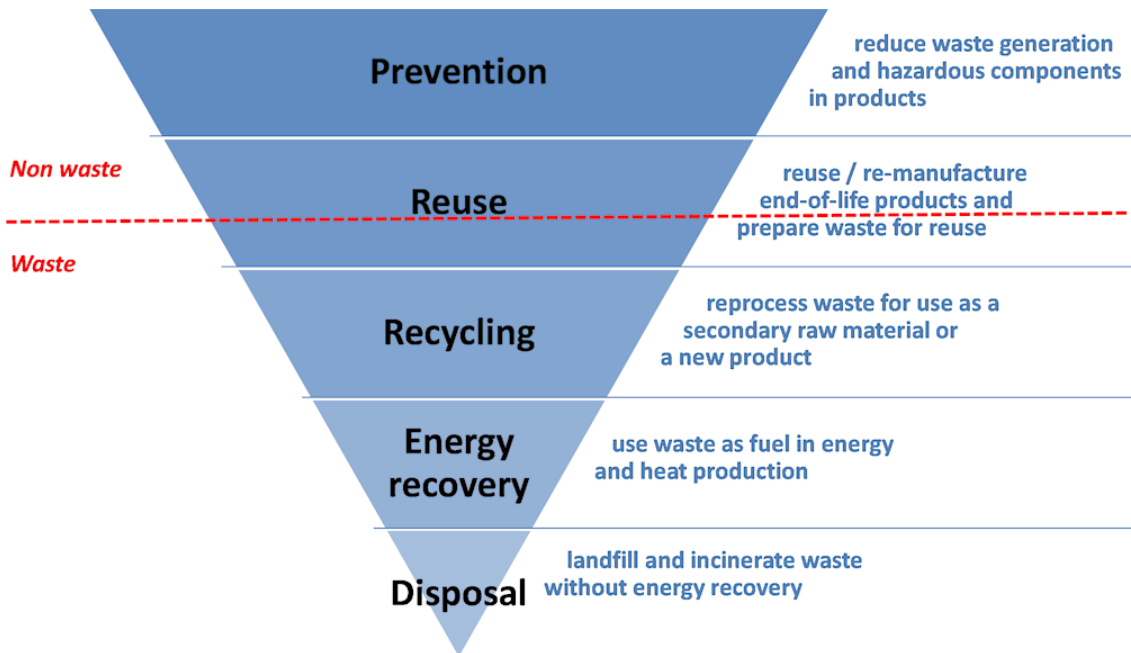 Prevention
reduce waste generation
and hazardous components
in products
Non waste
Reuse
reuse / re-manufacture
end-of-life products and
prepare waste for reuse
Waste
Recycling
reprocess waste for use as a
secondary raw material or
a new product
Energy
recovery
use waste as fuel in energy
and heat production
Disposal
landfill and incinerate waste
without energy recovery